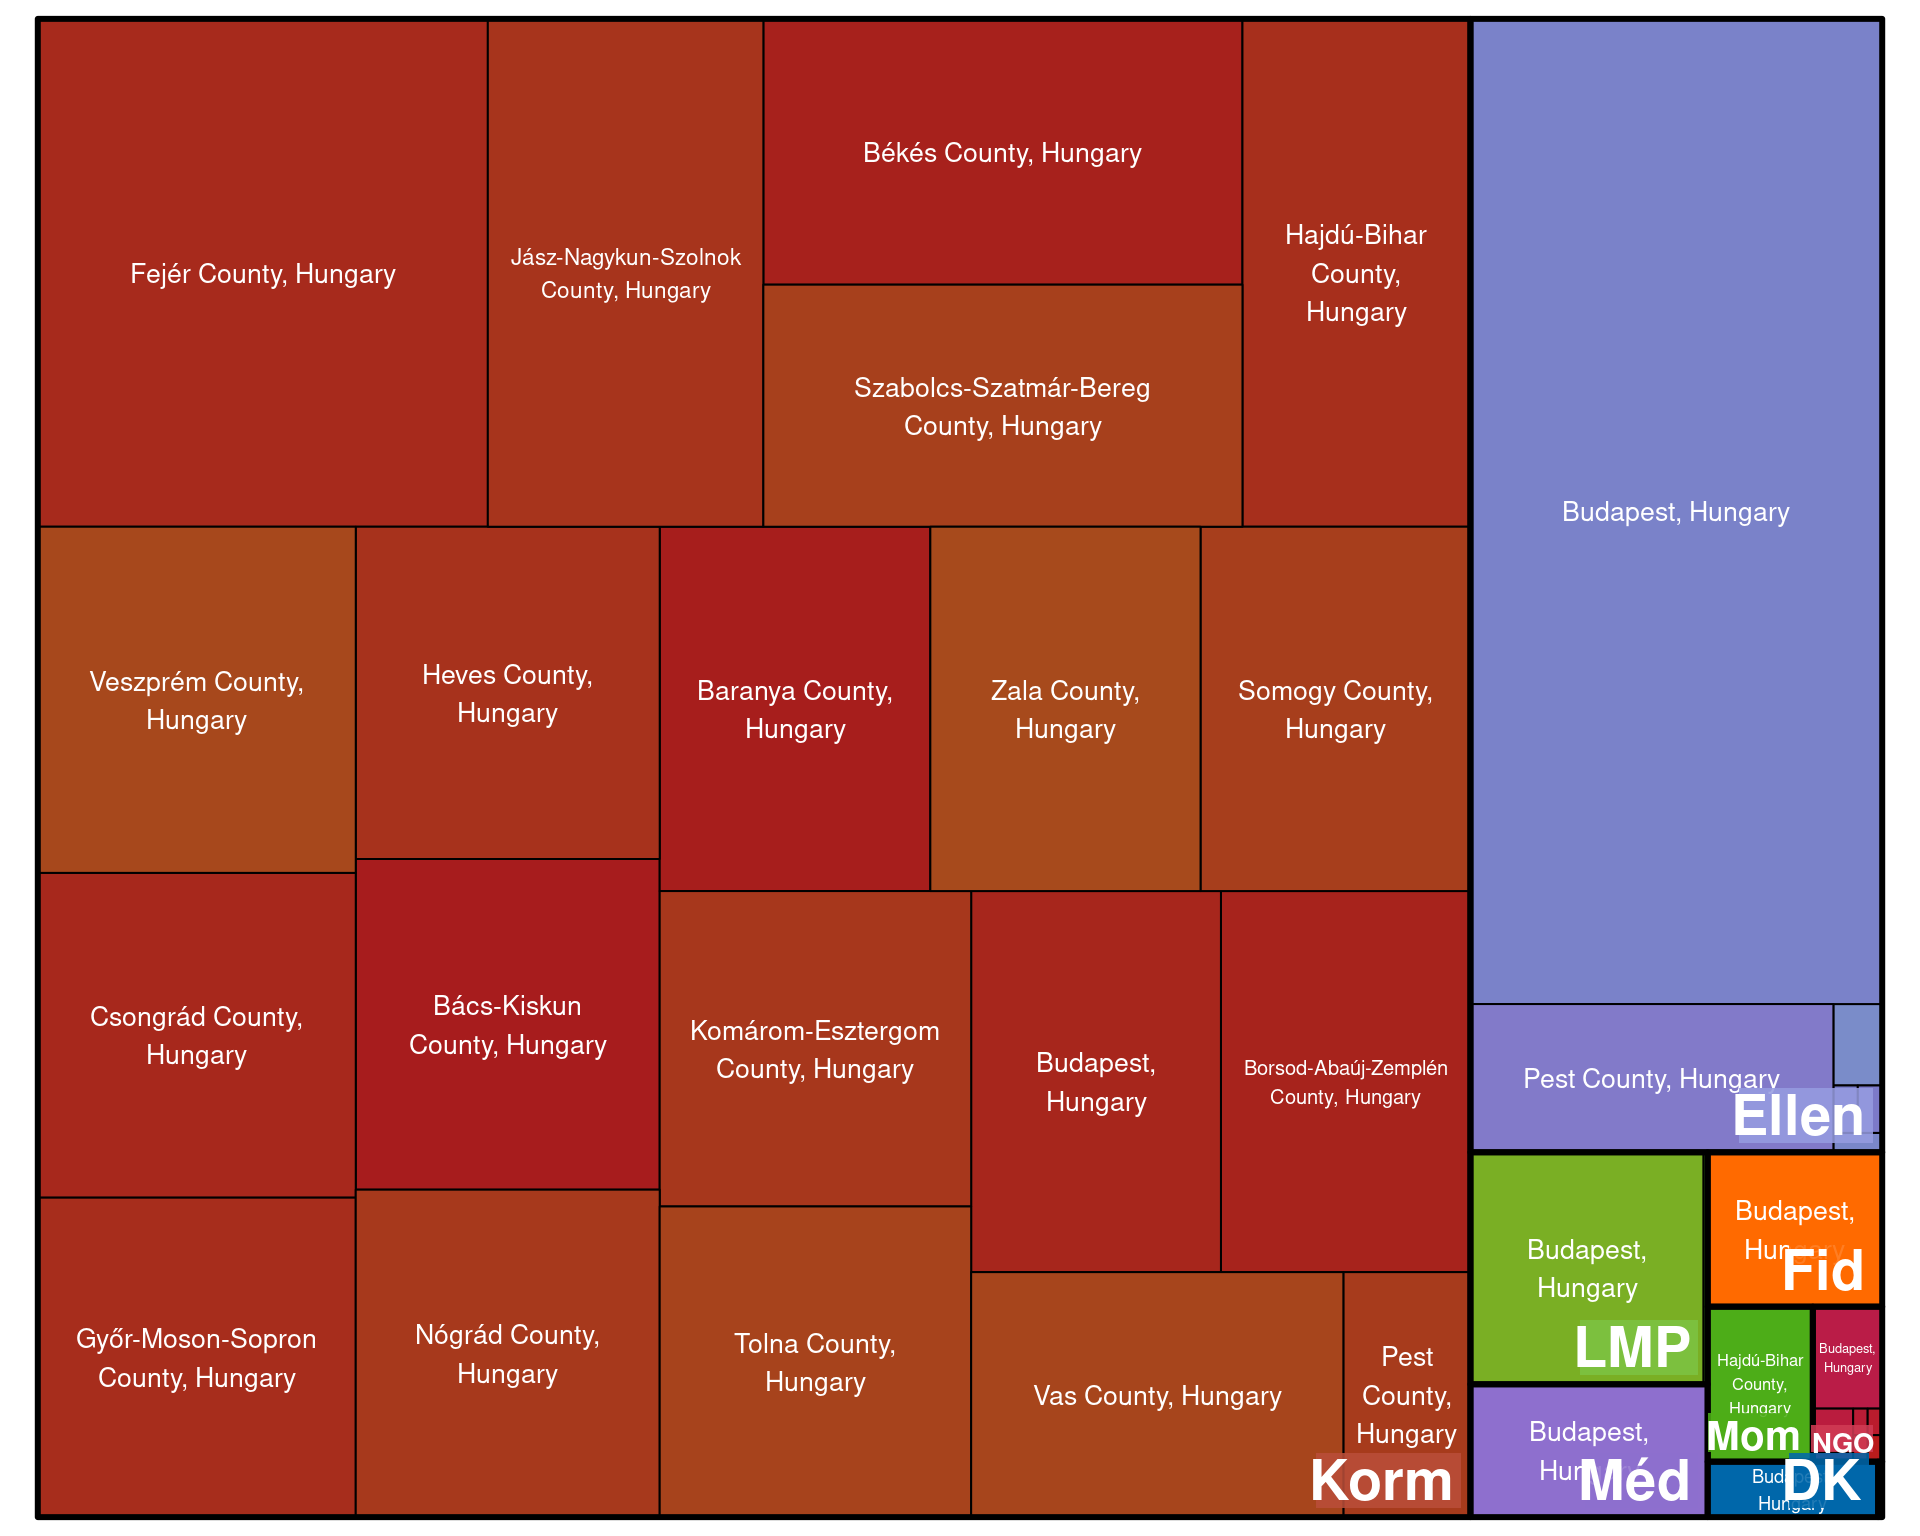 Fejér County, Hungary
Jász-Nagykun-Szolnok
County, Hungary
Békés County, Hungary
Szabolcs-Szatmár-Bereg
County, Hungary
Hajdú-Bihar
County,
Hungary
Veszprém County,
Hungary
Heves County,
Hungary
Baranya County,
Hungary
Zala County,
Hungary
Somogy County,
Hungary
Csongrád County,
Hungary
Bács-Kiskun
County, Hungary
Komárom-Esztergom
County, Hungary
Budapest,
Hungary
Borsod-Abaúj-Zemplén
County, Hungary
Győr-Moson-Sopron
County, Hungary
Nógrád County,
Hungary
Tolna County,
Hungary
Vas County, Hungary
Pest
County,
Hungary
Korm
Budapest, Hungary
Pest County, Hungary
Ellen
Budapest,
Hungary
LMP
Budapest,
Hungary
Fid
Hajdú-Bihar
County,
Hungary
Mom
Budapest,
Hungary
NGO
Budapest,
Hungary
Méd
Budapest,
Hungary
DK